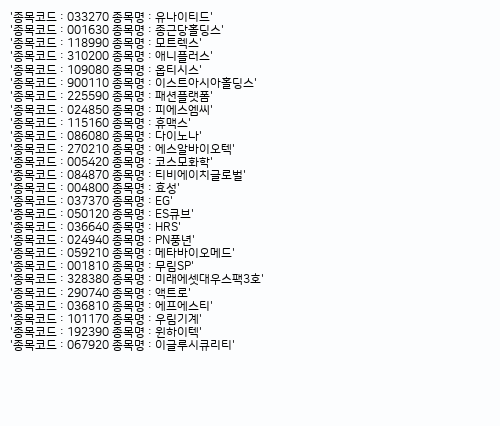 '종목코드 : 033270 종목명 : 유나이티드'
'종목코드 : 001630 종목명 : 종근당홀딩스'
'종목코드 : 118990 종목명 : 모트렉스'
'종목코드 : 310200 종목명 : 애니플러스'
'종목코드 : 109080 종목명 : 옵티시스'
'종목코드 : 900110 종목명 : 이스트아시아홀딩스'
'종목코드 : 225590 종목명 : 패션플랫폼'
'종목코드 : 024850 종목명 : 피에스엠씨'
'종목코드 : 115160 종목명 : 휴맥스'
'종목코드 : 086080 종목명 : 다이노나'
'종목코드 : 270210 종목명 : 에스알바이오텍'
'종목코드 : 005420 종목명 : 코스모화학'
'종목코드 : 084870 종목명 : 티비에이치글로벌'
'종목코드 : 004800 종목명 : 효성'
'종목코드 : 037370 종목명 : EG'
'종목코드 : 050120 종목명 : ES큐브'
'종목코드 : 036640 종목명 : HRS'
'종목코드 : 024940 종목명 : PN풍년'
'종목코드 : 059210 종목명 : 메타바이오메드'
'종목코드 : 001810 종목명 : 무림SP'
'종목코드 : 328380 종목명 : 미래에셋대우스팩3호'
'종목코드 : 290740 종목명 : 액트로'
'종목코드 : 036810 종목명 : 에프에스티'
'종목코드 : 101170 종목명 : 우림기계'
'종목코드 : 192390 종목명 : 윈하이텍'
'종목코드 : 067920 종목명 : 이글루시큐리티'